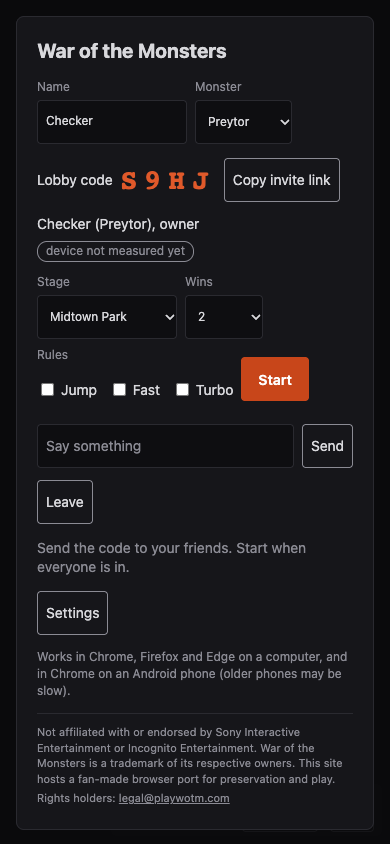 War of the Monsters
Name
Monster
Checker
Preytor
Lobby code S9HJ
Copy invite link
Checker (Preytor), owner
device not measured yet
Stage
Wins
Midtown Park
2
Rules
Jump
Fast
Turbo
Start
Say something
Send
Leave
Send the code to your friends. Start when
everyone is in.
Settings
Works in Chrome, Firefox and Edge on a computer, and
in Chrome on an Android phone (older phones may be
slow).
Not affiliated with or endorsed by Sony Interactive
Entertainment or Incognito Entertainment. War of the
Monsters is a trademark of its respective owners. This site
hosts a fan-made browser port for preservation and play.
Rights holders: legal@playwotm.com